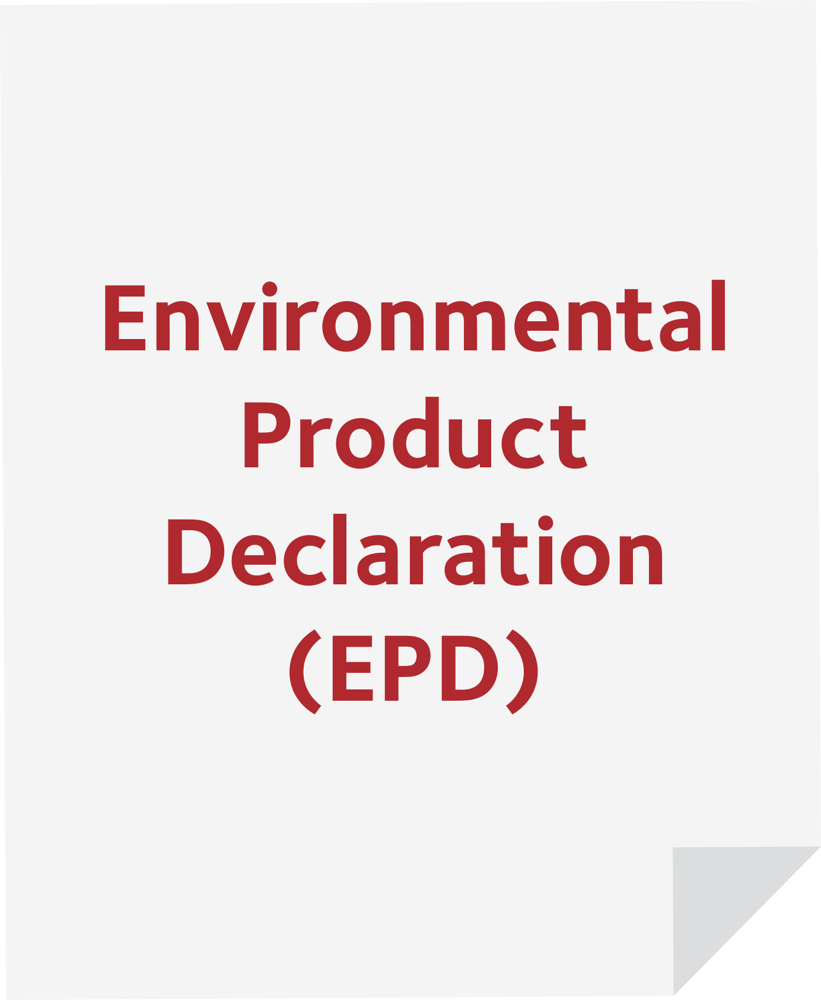 Environmental
Product
Declaration
(EPD)